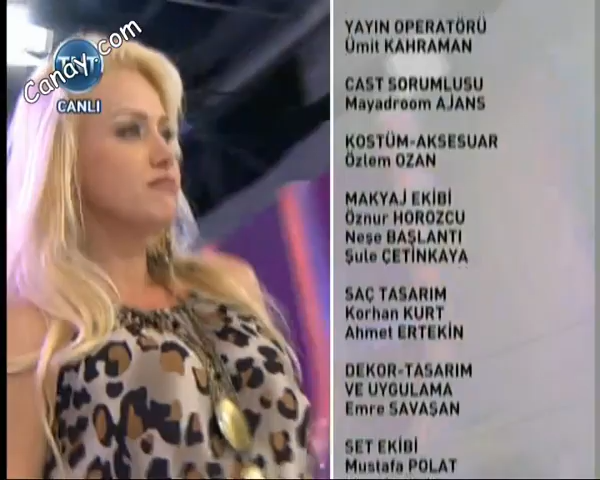 Canay.com
TNT
CANLI
YAYIN OPERATÖRÜ
Ümit KAHRAMAN
CAST SORUMLUSU
Mayadroom AJANS
KOSTÜM-AKSESUAR
Özlem OZAN
MAKYAJ EKİBİ
Öznur HOROZCU
Neşe BAŞLANTI
Şule ÇETİNKAYA
SAÇ TASARIM
Korhan KURT
Ahmet ERTEKİN
DEKOR-TASARIM
VE UYGULAMA
Emre SAVAŞAN
SET EKİBİ
Mustafa POLAT